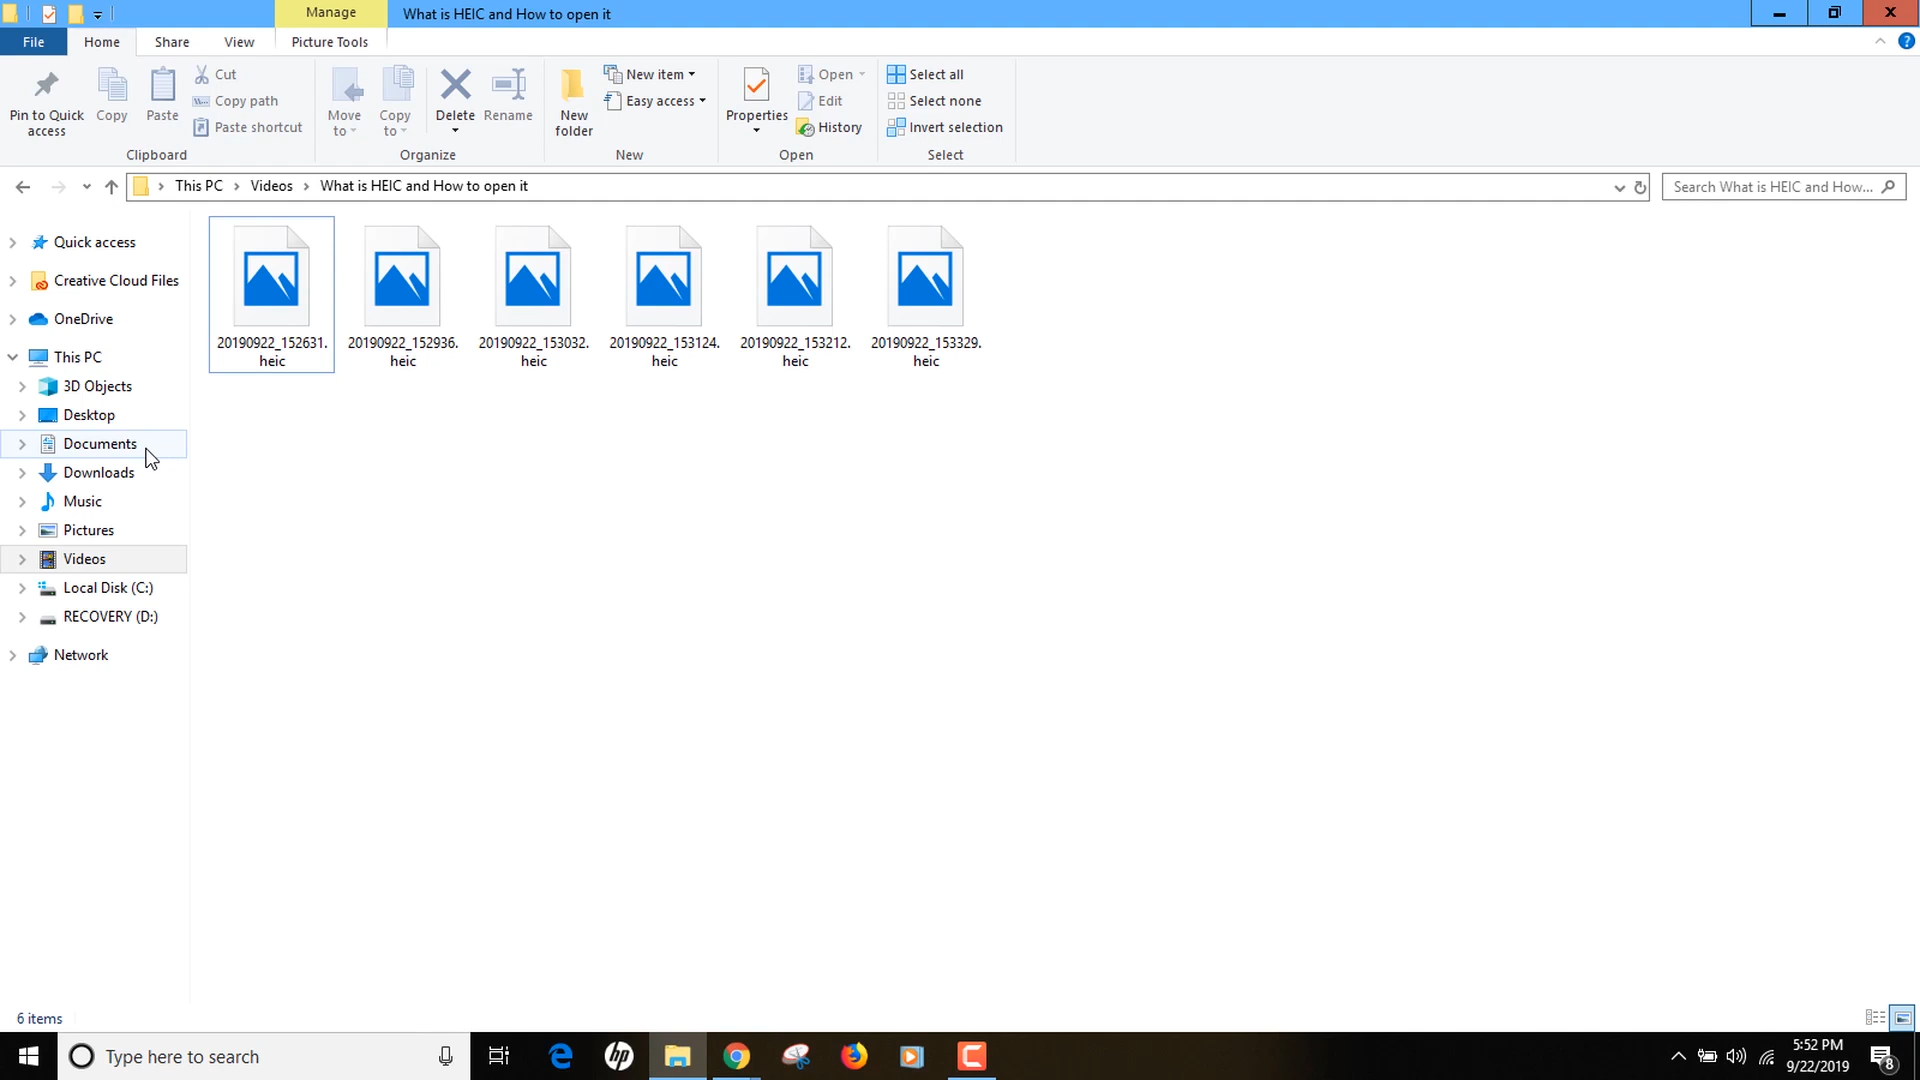 Manage
What is HEIC and How to open it
File
Home
Share
View
Picture Tools
Pin to Quick
access
Copy
Paste
Cut
Copy path
Paste shortcut
Clipboard
Move
to
Copy
to
Delete
Rename
Organize
New
folder
New item
Easy access
New
Properties
Open
Edit
History
Open
Select all
Select none
Invert selection
Select
This PC
Videos
What is HEIC and How to open it
Search What is HEIC and How...
Quick access
Creative Cloud Files
OneDrive
This PC
3D Objects
Desktop
Documents
Downloads
Music
Pictures
Videos
Local Disk (C:)
RECOVERY (D:)
Network
20190922_152631.
heic
20190922_152936.
heic
20190922_153032.
heic
20190922_153124.
heic
20190922_153212.
heic
20190922_153329.
heic
6 items
Type here to search
hp
5:52 PM
9/22/2019
8